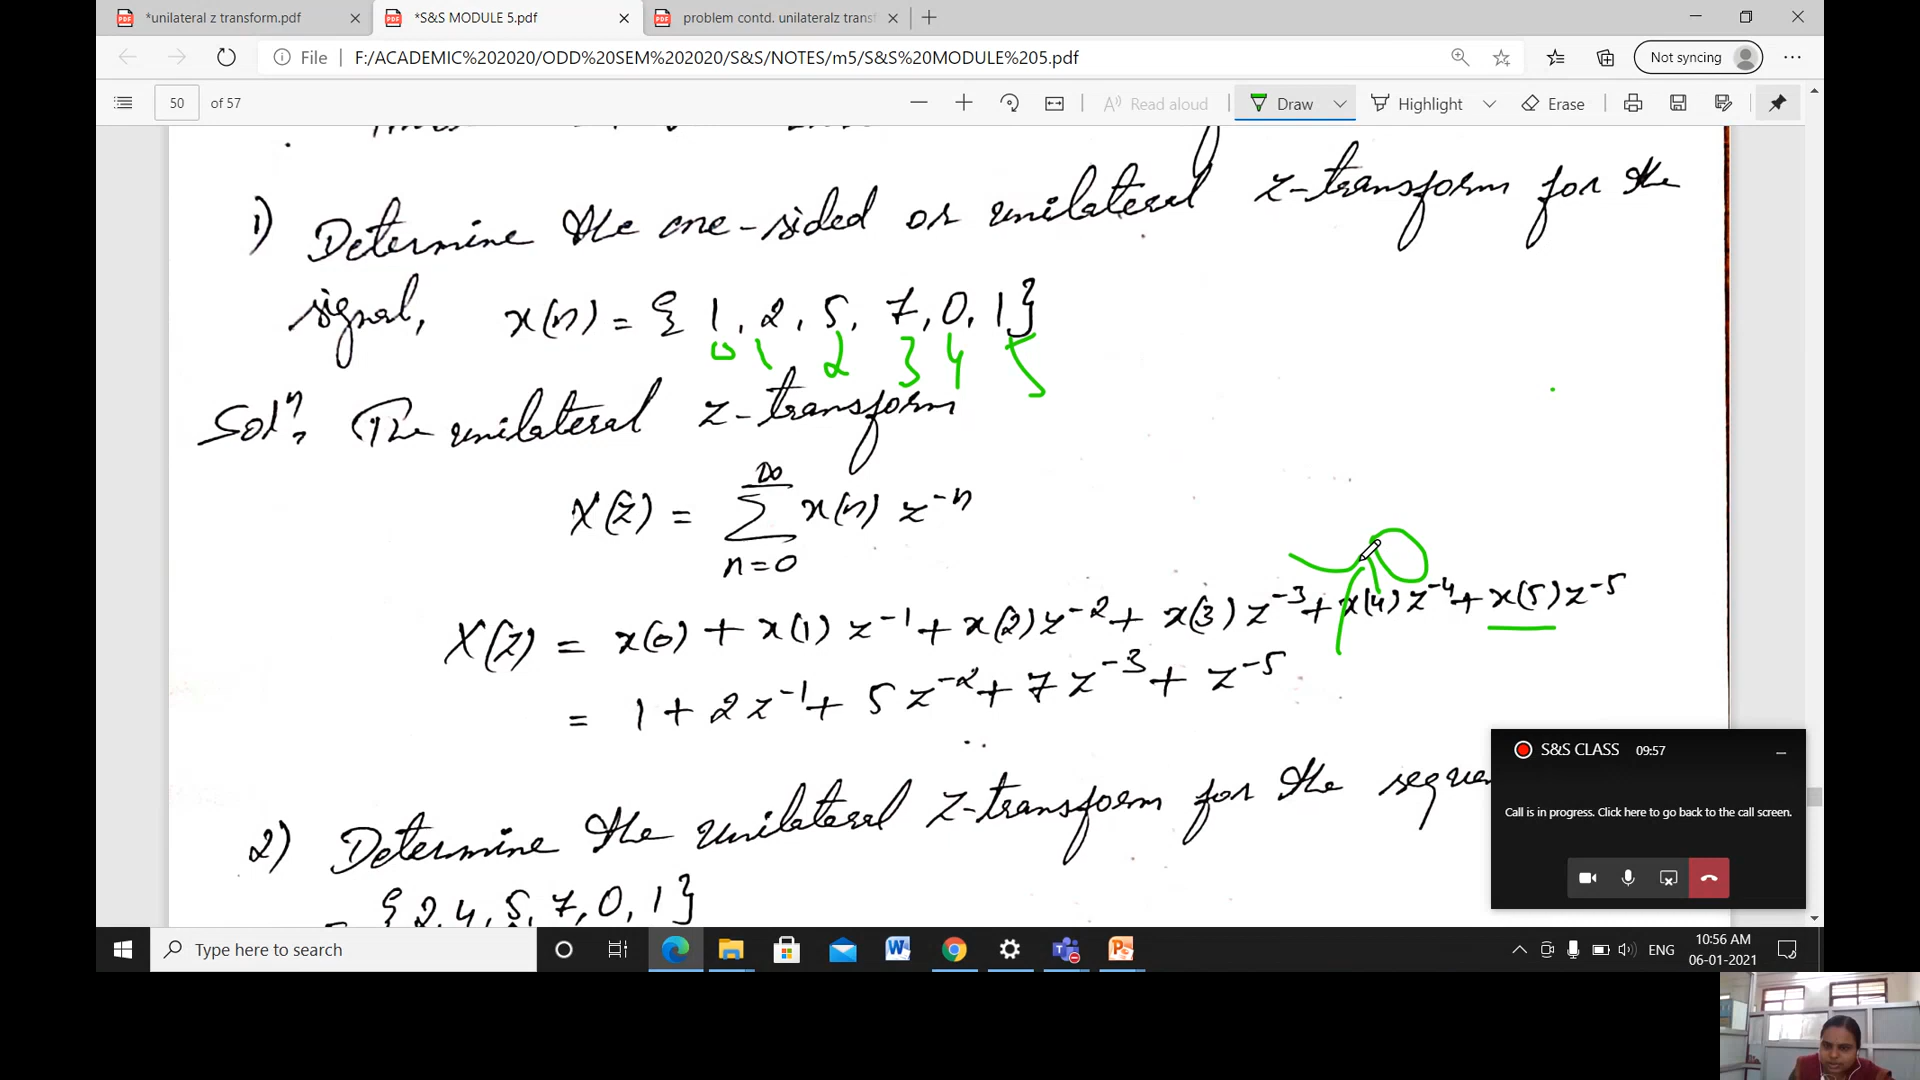 *unilateral z transform.pdf
*S&S MODULE 5.pdf
problem contd. unilateralz transf
File F:/ACADEMIC%202020/ODD%20SEM%202020/S&S/NOTES/m5/S&S%20MODULE%205.pdf
Not syncing
50 of 57
Read aloud
Draw
Highlight
Erase
1) Determine the one-sided or unilateral z-transform for the
signal, x(n) = { 1, 2, 5, 7, 0, 1}
0 1 2 3 4 5
Soln: The unilateral z-transform
X(z) = ∑ x(n) z^-n
∞
n=0
X(z) = x(0) + x(1) z^-1 + x(2) z^-2 + x(3) z^-3 + x(4) z^-4 + x(5) z^-5
= 1 + 2z^-1 + 5z^-2 + 7z^-3 + z^-5
2) Determine the unilateral z-transform for the
{2, 4, 5, 7, 0, 1}
S&S CLASS 09:57
Call is in progress. Click here to go back to the call screen.
Type here to search
ENG
10:56 AM
06-01-2021